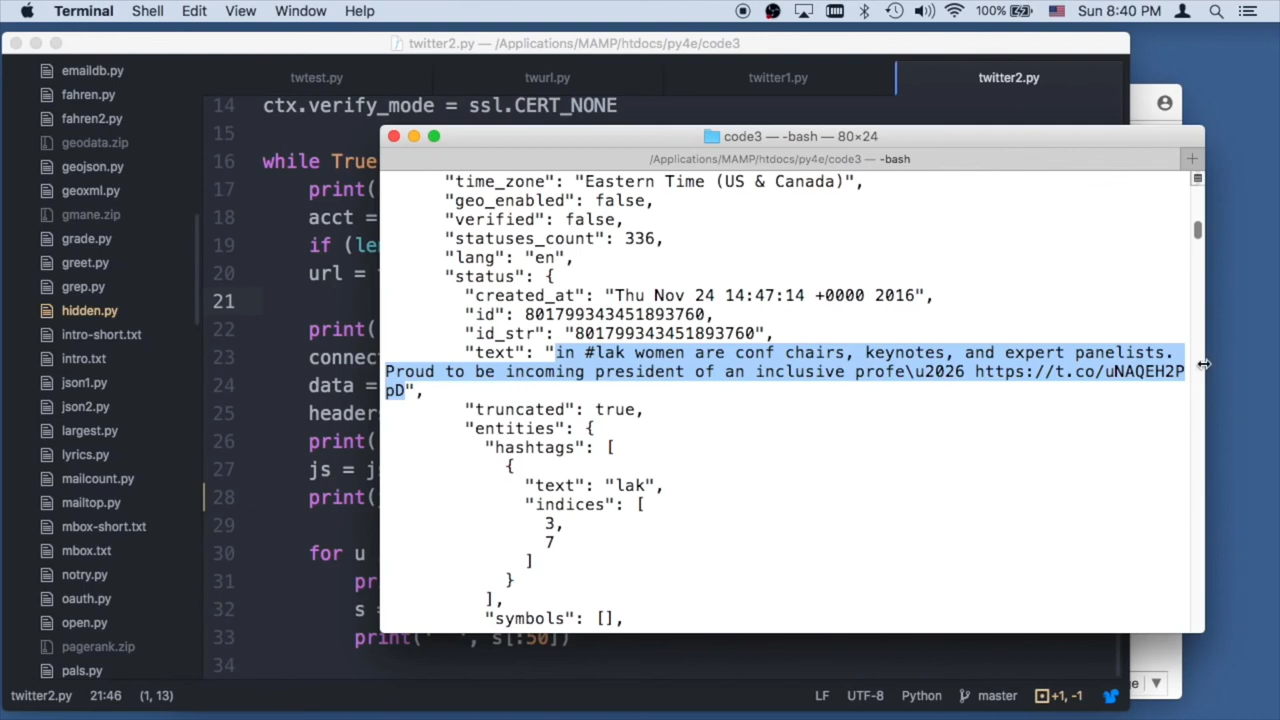 Terminal Shell Edit View Window Help 100% Sun 8:40 PM
twitter2.py — /Applications/MAMP/htdocs/py4e/code3
emaildb.py
fahren.py
fahren2.py
geodata.zip
geojson.py
geoxml.py
gmane.zip
grade.py
greet.py
grep.py
hidden.py
intro-short.txt
intro.txt
json1.py
json2.py
largest.py
lyrics.py
mailcount.py
mailtop.py
mbox-short.txt
mbox.txt
notry.py
oauth.py
open.py
pagerank.zip
pals.py
twtest.py twurl.py twitter1.py twitter2.py
14 ctx.verify_mode = ssl.CERT_NONE
15
16 while True
17 print(
18 acct =
19 if (le
20 url =
21
22 print(
23 connec
24 data =
25 header
26 print(
27 js = j
28 print(
29
30 for u
31 pr
32 s =
33 print(' ', s[:50])
34
code3 — -bash — 80×24
/Applications/MAMP/htdocs/py4e/code3 — -bash
"time_zone": "Eastern Time (US & Canada)",
"geo_enabled": false,
"verified": false,
"statuses_count": 336,
"lang": "en",
"status": {
"created_at": "Thu Nov 24 14:47:14 +0000 2016",
"id": 801799343451893760,
"id_str": "801799343451893760",
"text": "in #lak women are conf chairs, keynotes, and expert panelists.
Proud to be incoming president of an inclusive profe\u2026 https://t.co/uNAQEH2P
pD",
"truncated": true,
"entities": {
"hashtags": [
{
"text": "lak",
"indices": [
3,
7
]
}
],
"symbols": [],
twitter2.py 21:46 (1, 13) LF UTF-8 Python master +1, -1